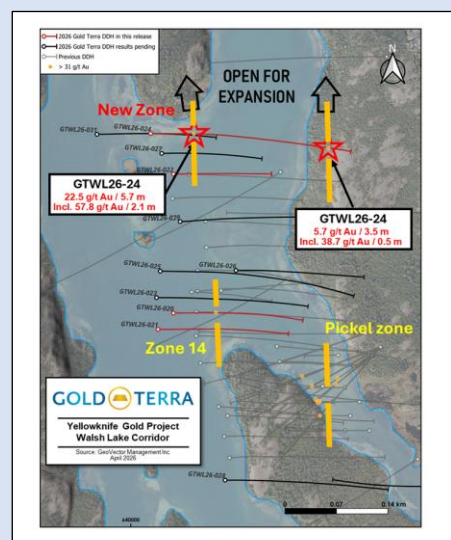 2026 Gold Terra DDH in this release
2026 Gold Terra DDH results pending
Previous DDH
> 31 g/t Au
N
OPEN FOR
EXPANSION
New Zone
GTWL26-024
GTWL26-027
GTWL26-24
22.5 g/t Au / 5.7 m
Incl. 57.8 g/t Au / 2.1 m
GTWL26-24
5.7 g/t Au / 3.5 m
Incl. 38.7 g/t Au / 0.5 m
GTWL26-025
GTWL26-026
GTWL26-020
GTWL26-021
Zone 14
Pickel zone
GOLD TERRA
Yellowknife Gold Project
Walsh Lake Corridor
Source: GeoVector Management Inc
April 2026
GTWL26-028
0
0.07
0.14 km